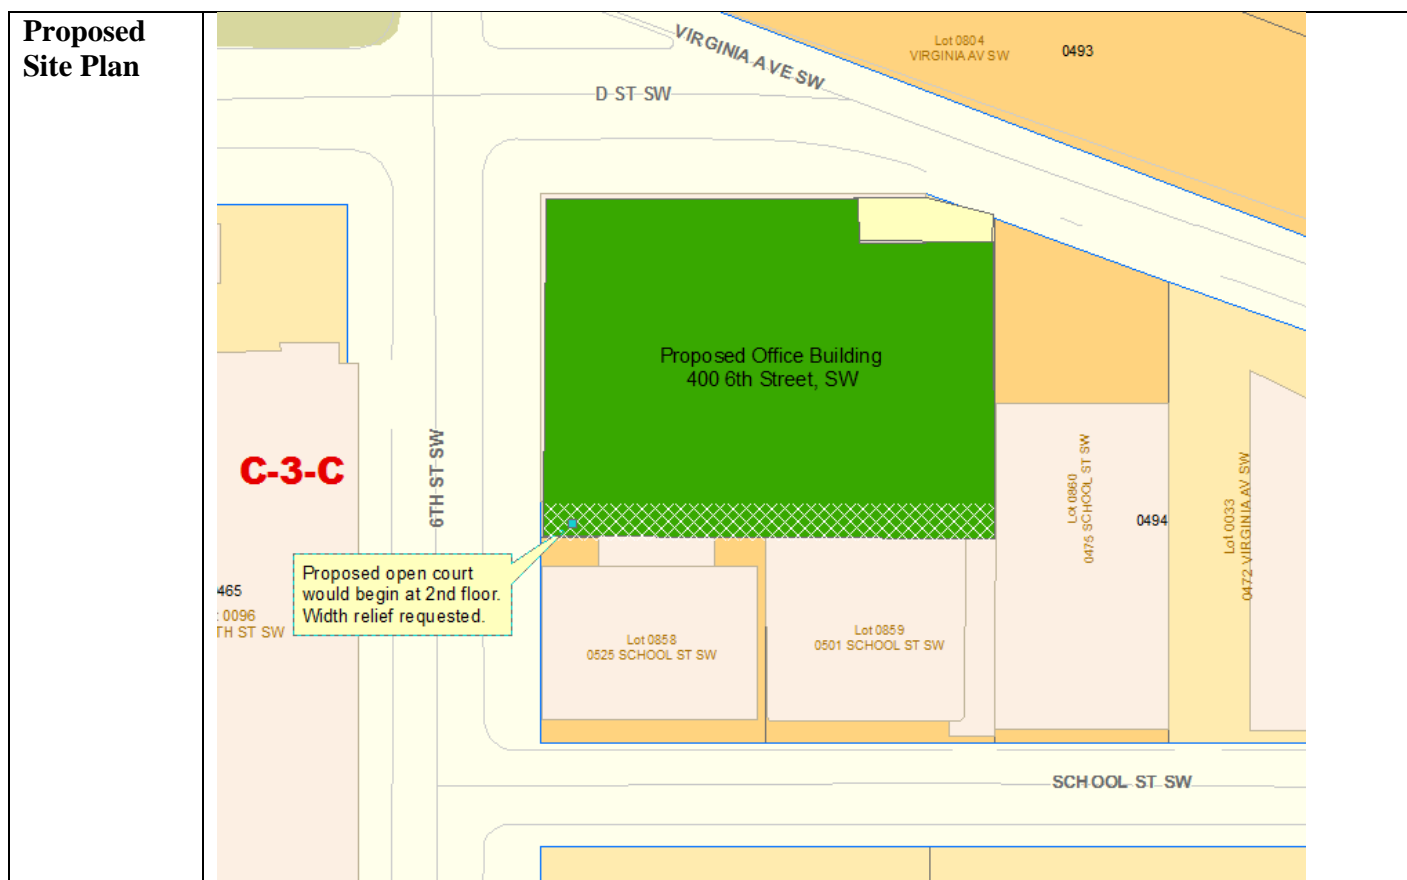 Proposed
Site Plan
VIRGINIA AVE SW
Lot 0804
VIRGINIA AV SW
0493
D ST SW
Proposed Office Building
400 6th Street, SW
C-3-C
6TH ST SW
Lot 0860
0475 SCHOOL ST SW
0494
Lot 0033
0472 VIRGINIA AV SW
Proposed open court
would begin at 2nd floor.
Width relief requested.
465
: 0096
TH ST SW
Lot 0858
0525 SCHOOL ST SW
Lot 0859
0501 SCHOOL ST SW
SCHOOL ST SW